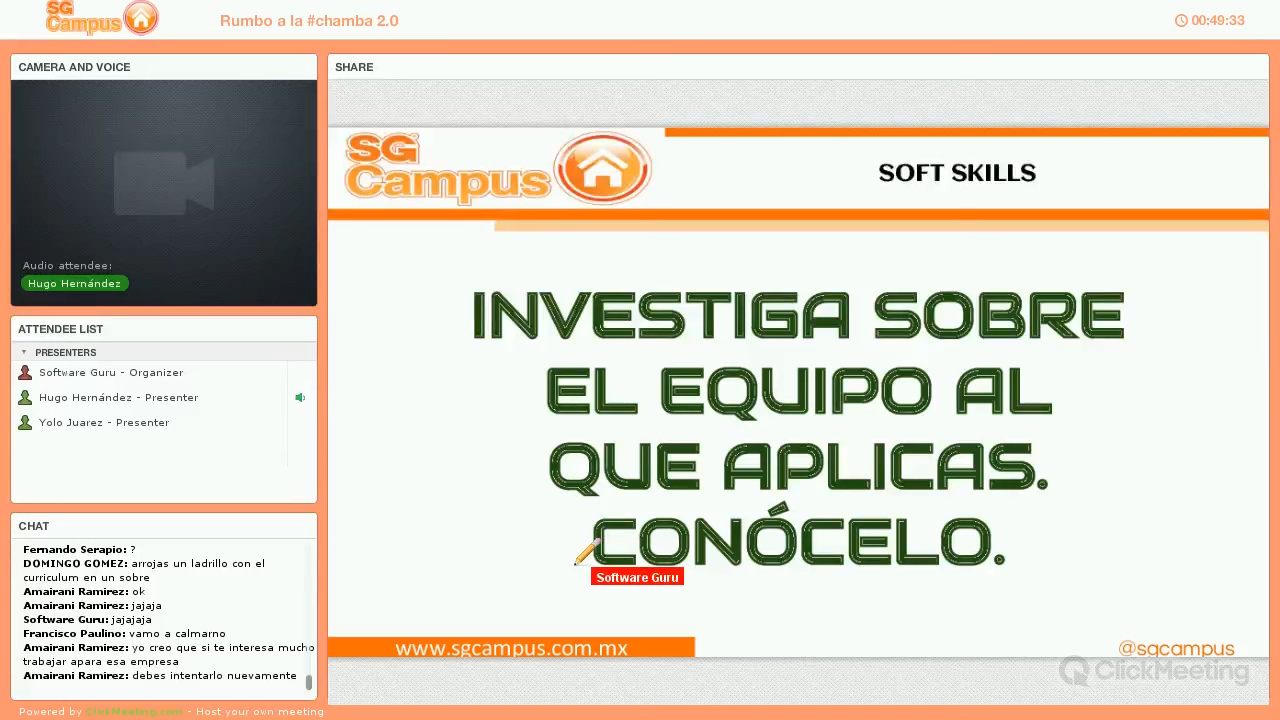 SG
Campus
Rumbo a la #chamba 2.0
00:49:33
CAMERA AND VOICE
Audio attendee:
Hugo Hernández
ATTENDEE LIST
PRESENTERS
Software Guru - Organizer
Hugo Hernández - Presenter
Yolo Juarez - Presenter
CHAT
Fernando Serapio: ?
DOMINGO GOMEZ: arrojas un ladrillo con el
curriculum en un sobre
Amairani Ramirez: ok
Amairani Ramirez: jajaja
Software Guru: jajajaja
Francisco Paulino: vamo a calmarno
Amairani Ramirez: yo creo que si te interesa mucho
trabajar apara esa empresa
Amairani Ramirez: debes intentarlo nuevamente
Powered by ClickMeeting.com - Host your own meeting
SHARE
SG
Campus
SOFT SKILLS
INVESTIGA SOBRE
EL EQUIPO AL
QUE APLICAS.
CONÓCELO.
Software Guru
www.sgcampus.com.mx
@sgcampus
ClickMeeting